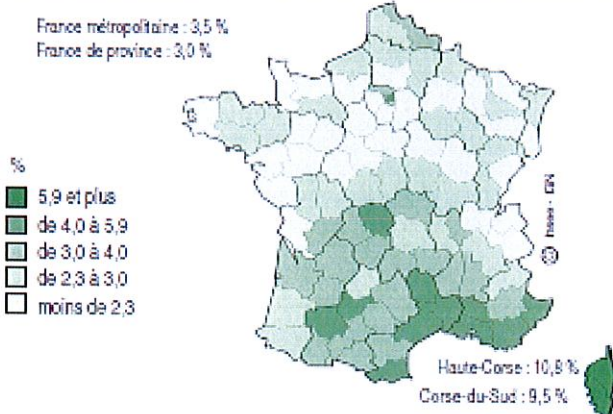 France métropolitaine : 3,5 %
France de province : 3,0 %
%
5,9 et plus
de 4,0 à 5,9
de 3,0 à 4,0
de 2,3 à 3,0
moins de 2,3
© Insee - IGN
Haute-Corse : 10,8 %
Corse-du-Sud : 9,5 %